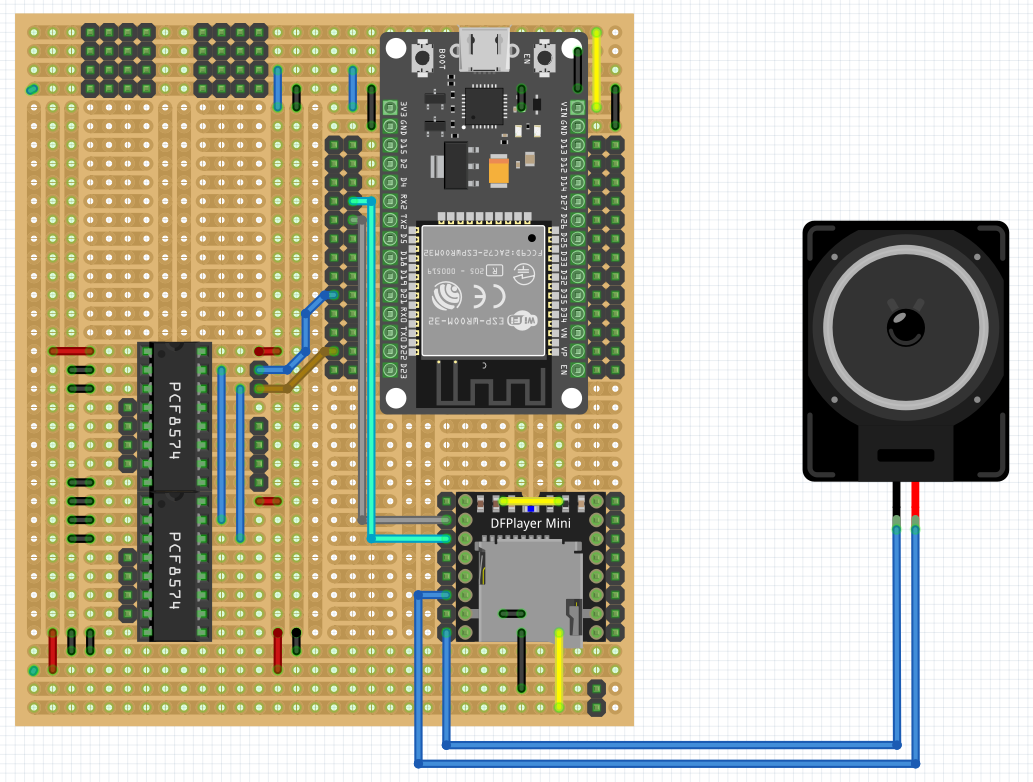 BOOT
EN
3V3
GND
D15
D2
D4
RX2
TX2
D5
D18
D19
D21
RX0
TX0
D22
D23
VIN
GND
D13
D12
D14
D27
D26
D25
D33
D32
D35
D34
VN
VP
EN
WiFi
ESP-WROOM-32
CE
R
205 - 000519
FCC ID:2AC7Z-ESPWROOM32
PCF8574
PCF8574
DFPlayer Mini